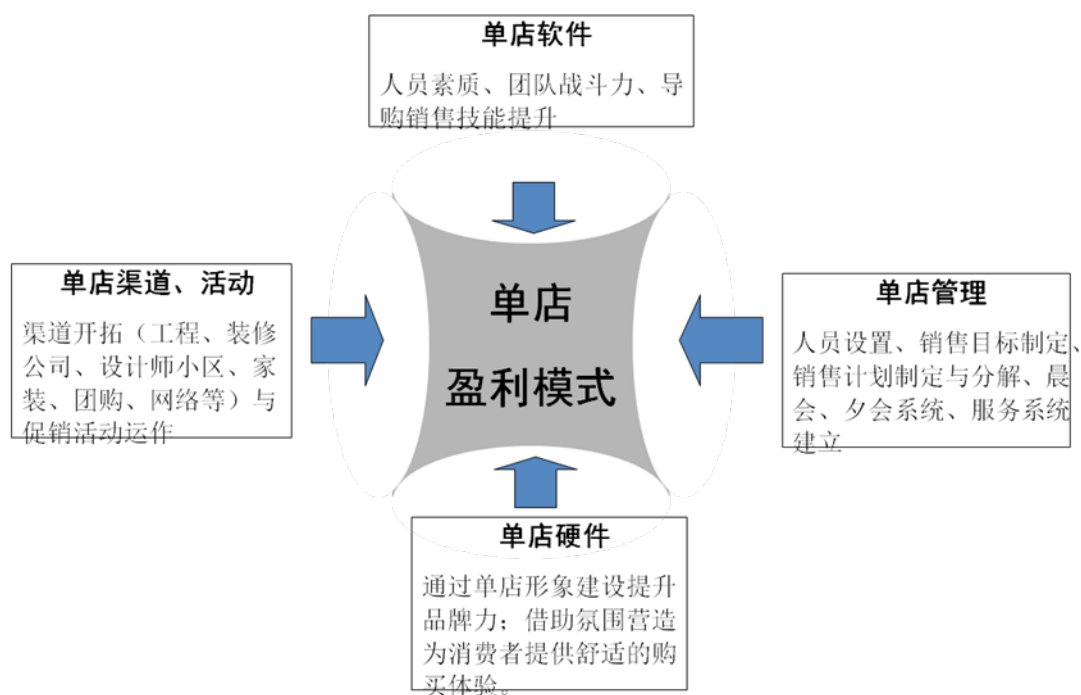 单店软件
人员素质、团队战斗力、导
购销售技能提升
单店渠道、活动
渠道开拓（工程、装修
公司、设计师小区、家
装、团购、网络等）与
促销活动运作
单店
盈利模式
单店管理
人员设置、销售目标制定、
销售计划制定与分解、晨
会、夕会系统、服务系统
建立
单店硬件
通过单店形象建设提升
品牌力；借助氛围营造
为消费者提供舒适的购
买体验。